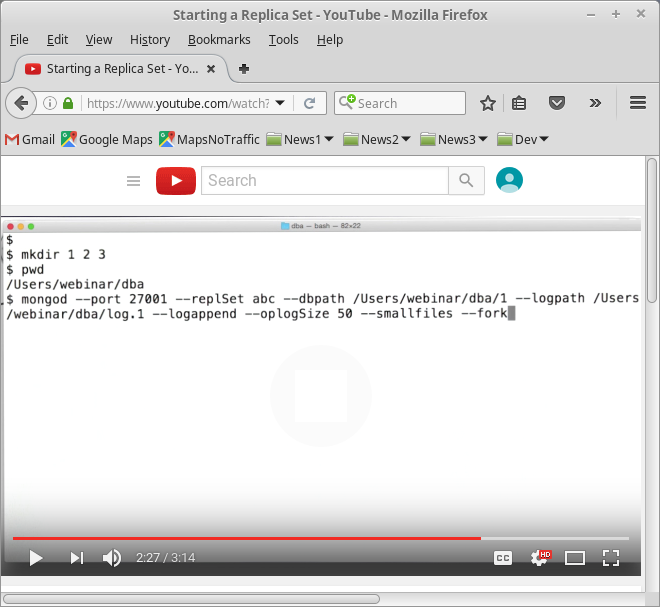 Starting a Replica Set - YouTube - Mozilla Firefox
File Edit View History Bookmarks Tools Help
Starting a Replica Set - Yo...
https://www.youtube.com/watch? Search
Gmail Google Maps MapsNoTraffic News1 News2 News3 Dev
Search
dba — bash — 82×22
$
$ mkdir 1 2 3
$ pwd
/Users/webinar/dba
$ mongod --port 27001 --replSet abc --dbpath /Users/webinar/dba/1 --logpath /Users
/webinar/dba/log.1 --logappend --oplogSize 50 --smallfiles --fork
2:27 / 3:14 CC HD